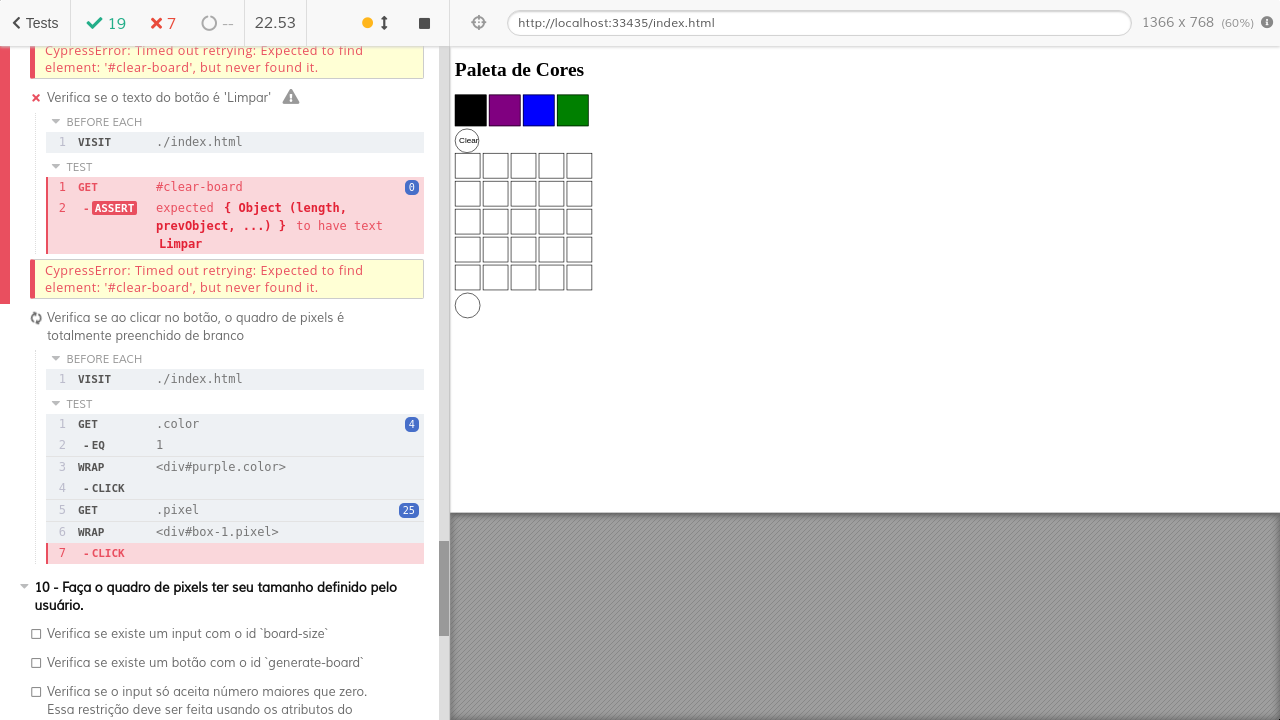 Tests 19 7 -- 22.53 http://localhost:33435/index.html 1366 x 768 (60%)
CypressError: Timed out retrying: Expected to find
element: '#clear-board', but never found it.
Verifica se o texto do botão é 'Limpar'
BEFORE EACH
1 VISIT ./index.html
TEST
1 GET #clear-board 0
2 - ASSERT expected { Object (length,
prevObject, ...) } to have text
Limpar
CypressError: Timed out retrying: Expected to find
element: '#clear-board', but never found it.
Verifica se ao clicar no botão, o quadro de pixels é
totalmente preenchido de branco
BEFORE EACH
1 VISIT ./index.html
TEST
1 GET .color 4
2 - EQ 1
3 WRAP <div#purple.color>
4 - CLICK
5 GET .pixel 25
6 WRAP <div#box-1.pixel>
7 - CLICK
10 - Faça o quadro de pixels ter seu tamanho definido pelo
usuário.
Verifica se existe um input com o id `board-size`
Verifica se existe um botão com o id `generate-board`
Verifica se o input só aceita número maiores que zero.
Essa restrição deve ser feita usando os atributos do
Paleta de Cores
Clear